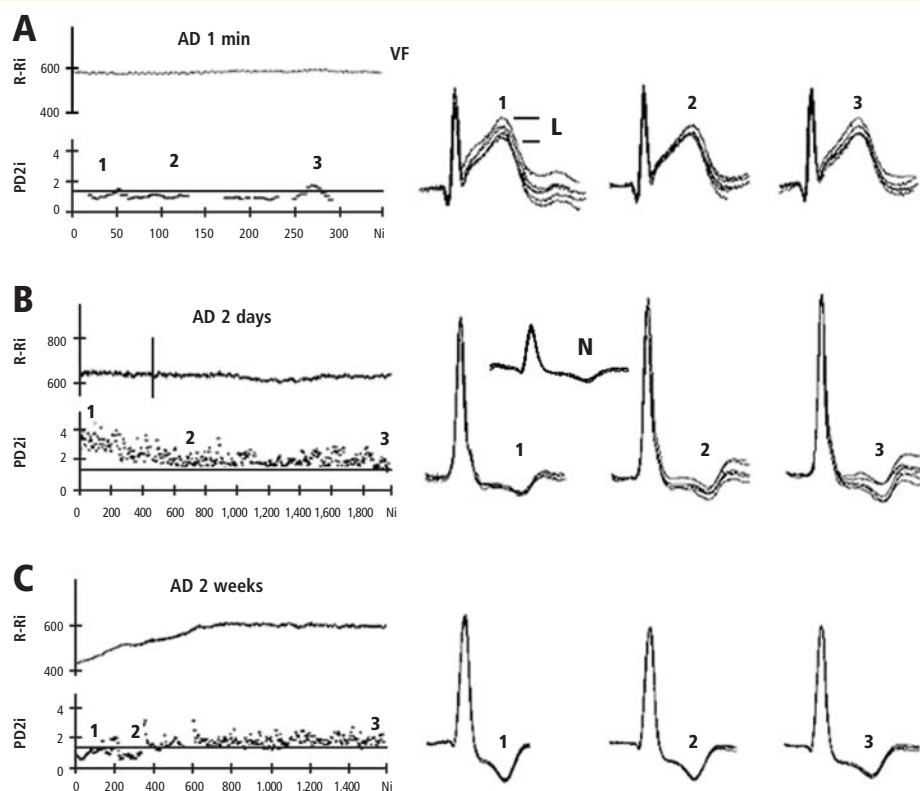 A
AD 1 min
VF
R-Ri
600
400
PD2i
4
2
0
1
2
3
0 50 100 150 200 250 300 Ni
1
L
2
3
B
AD 2 days
R-Ri
800
600
PD2i
4
2
0
1
2
3
0 200 400 600 800 1,000 1,200 1,400 1,600 1,800 Ni
N
1
2
3
C
AD 2 weeks
R-Ri
600
400
PD2i
4
2
0
1
2
3
0 200 400 600 800 1.000 1.200 1.400 Ni
1
2
3